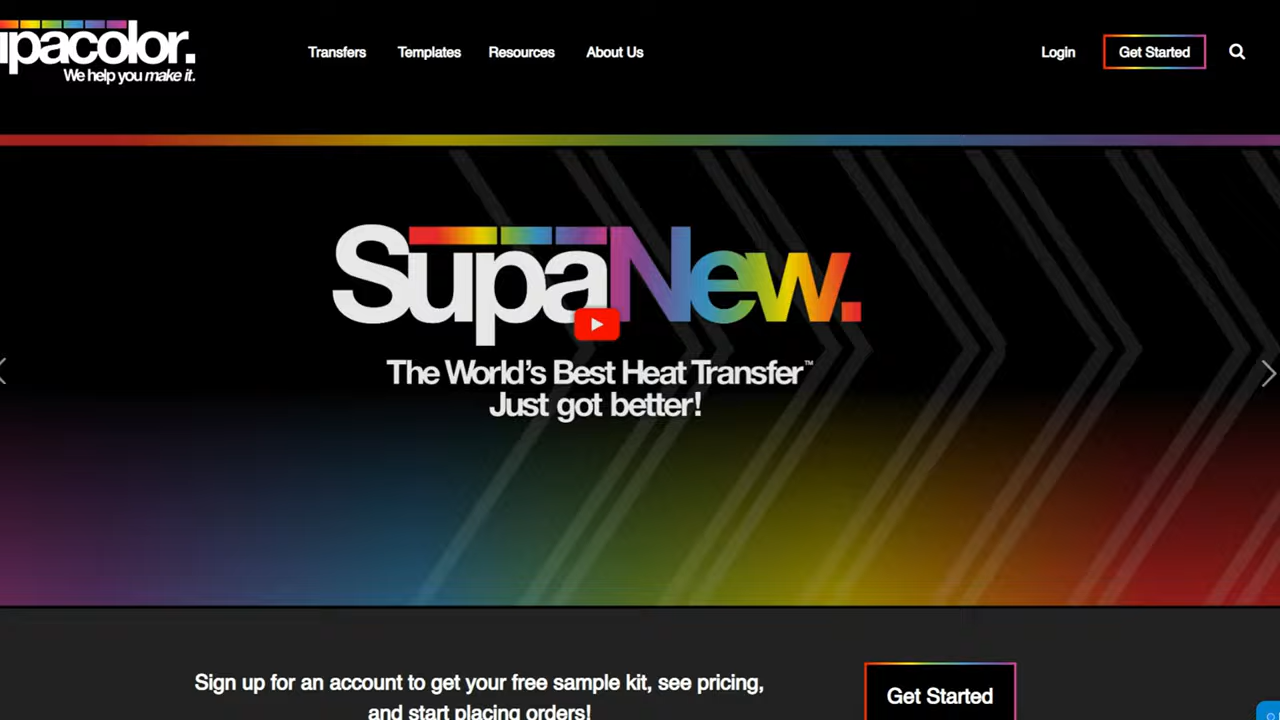 upacolor.
We help you make it.
Transfers Templates Resources About Us Login Get Started
SupaNew.
The World's Best Heat Transfer™
Just got better!
Sign up for an account to get your free sample kit, see pricing,
and start placing orders!
Get Started